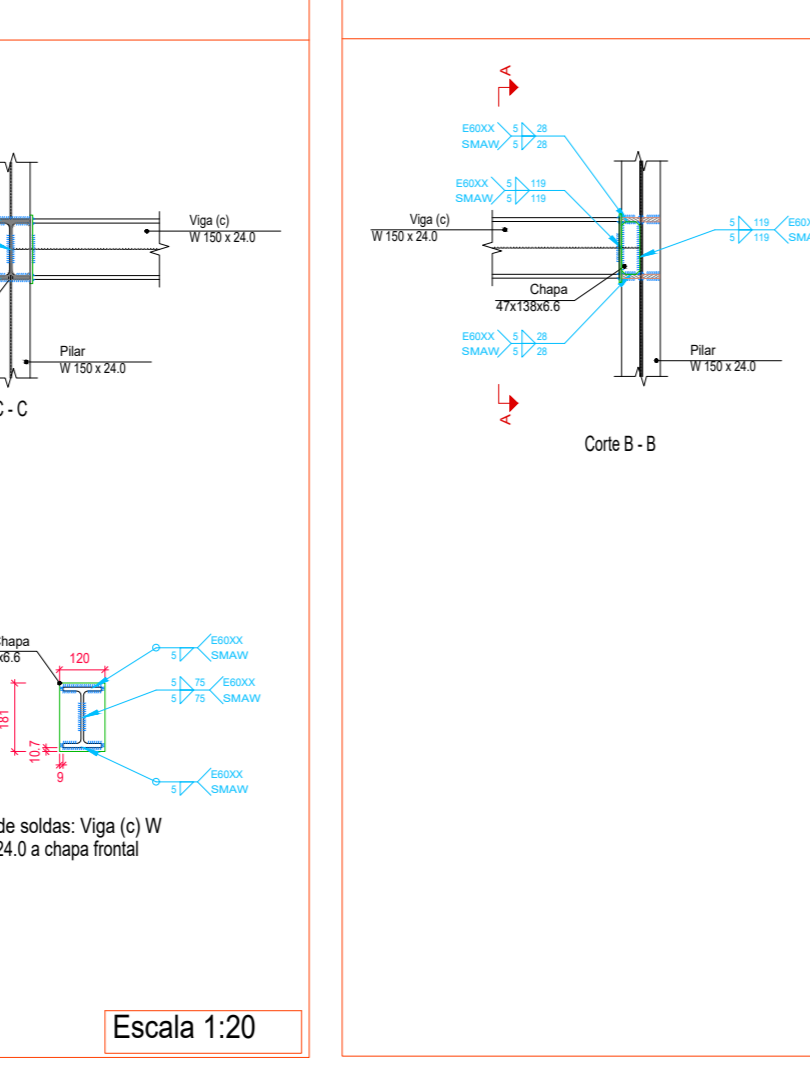 Viga (c)
W 150 x 24.0
Pilar
W 150 x 24.0
C - C
Chapa
x6.6
120
181
10.7
9
5
E60XX
SMAW
5 75
5 75
E60XX
SMAW
5
E60XX
SMAW
de soldas: Viga (c) W
24.0 a chapa frontal
Escala 1:20
A
E60XX
SMAW
5 28
5 28
E60XX
SMAW
5 119
5 119
Viga (c)
W 150 x 24.0
5 119
5 119
E60X
SMA
Chapa
47x138x6.6
E60XX
SMAW
5 28
5 28
Pilar
W 150 x 24.0
A
Corte B - B